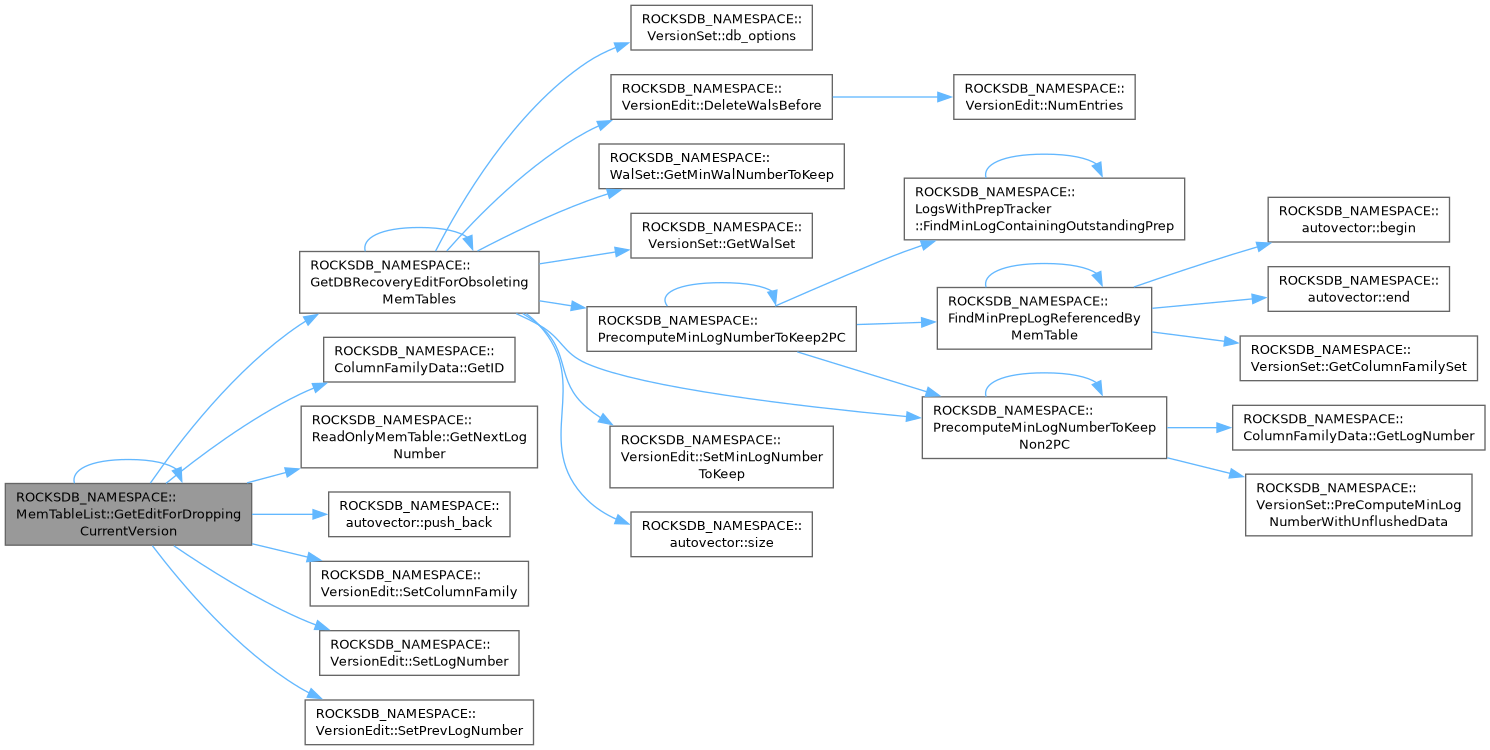 ROCKSDB_NAMESPACE::
MemTableList::GetEditForDropping
CurrentVersion
ROCKSDB_NAMESPACE::
GetDBRecoveryEditForObsoleting
MemTables
ROCKSDB_NAMESPACE::
ColumnFamilyData::GetID
ROCKSDB_NAMESPACE::
ReadOnlyMemTable::GetNextLog
Number
ROCKSDB_NAMESPACE::
autovector::push_back
ROCKSDB_NAMESPACE::
VersionEdit::SetColumnFamily
ROCKSDB_NAMESPACE::
VersionEdit::SetLogNumber
ROCKSDB_NAMESPACE::
VersionEdit::SetPrevLogNumber
ROCKSDB_NAMESPACE::
VersionSet::db_options
ROCKSDB_NAMESPACE::
VersionEdit::DeleteWalsBefore
ROCKSDB_NAMESPACE::
WalSet::GetMinWalNumberToKeep
ROCKSDB_NAMESPACE::
VersionSet::GetWalSet
ROCKSDB_NAMESPACE::
PrecomputeMinLogNumberToKeep2PC
ROCKSDB_NAMESPACE::
VersionEdit::SetMinLogNumber
ToKeep
ROCKSDB_NAMESPACE::
autovector::size
ROCKSDB_NAMESPACE::
VersionEdit::NumEntries
ROCKSDB_NAMESPACE::
LogsWithPrepTracker
::FindMinLogContainingOutstandingPrep
ROCKSDB_NAMESPACE::
FindMinPrepLogReferencedBy
MemTable
ROCKSDB_NAMESPACE::
PrecomputeMinLogNumberToKeep
Non2PC
ROCKSDB_NAMESPACE::
autovector::begin
ROCKSDB_NAMESPACE::
autovector::end
ROCKSDB_NAMESPACE::
VersionSet::GetColumnFamilySet
ROCKSDB_NAMESPACE::
ColumnFamilyData::GetLogNumber
ROCKSDB_NAMESPACE::
VersionSet::PreComputeMinLog
NumberWithUnflushedData